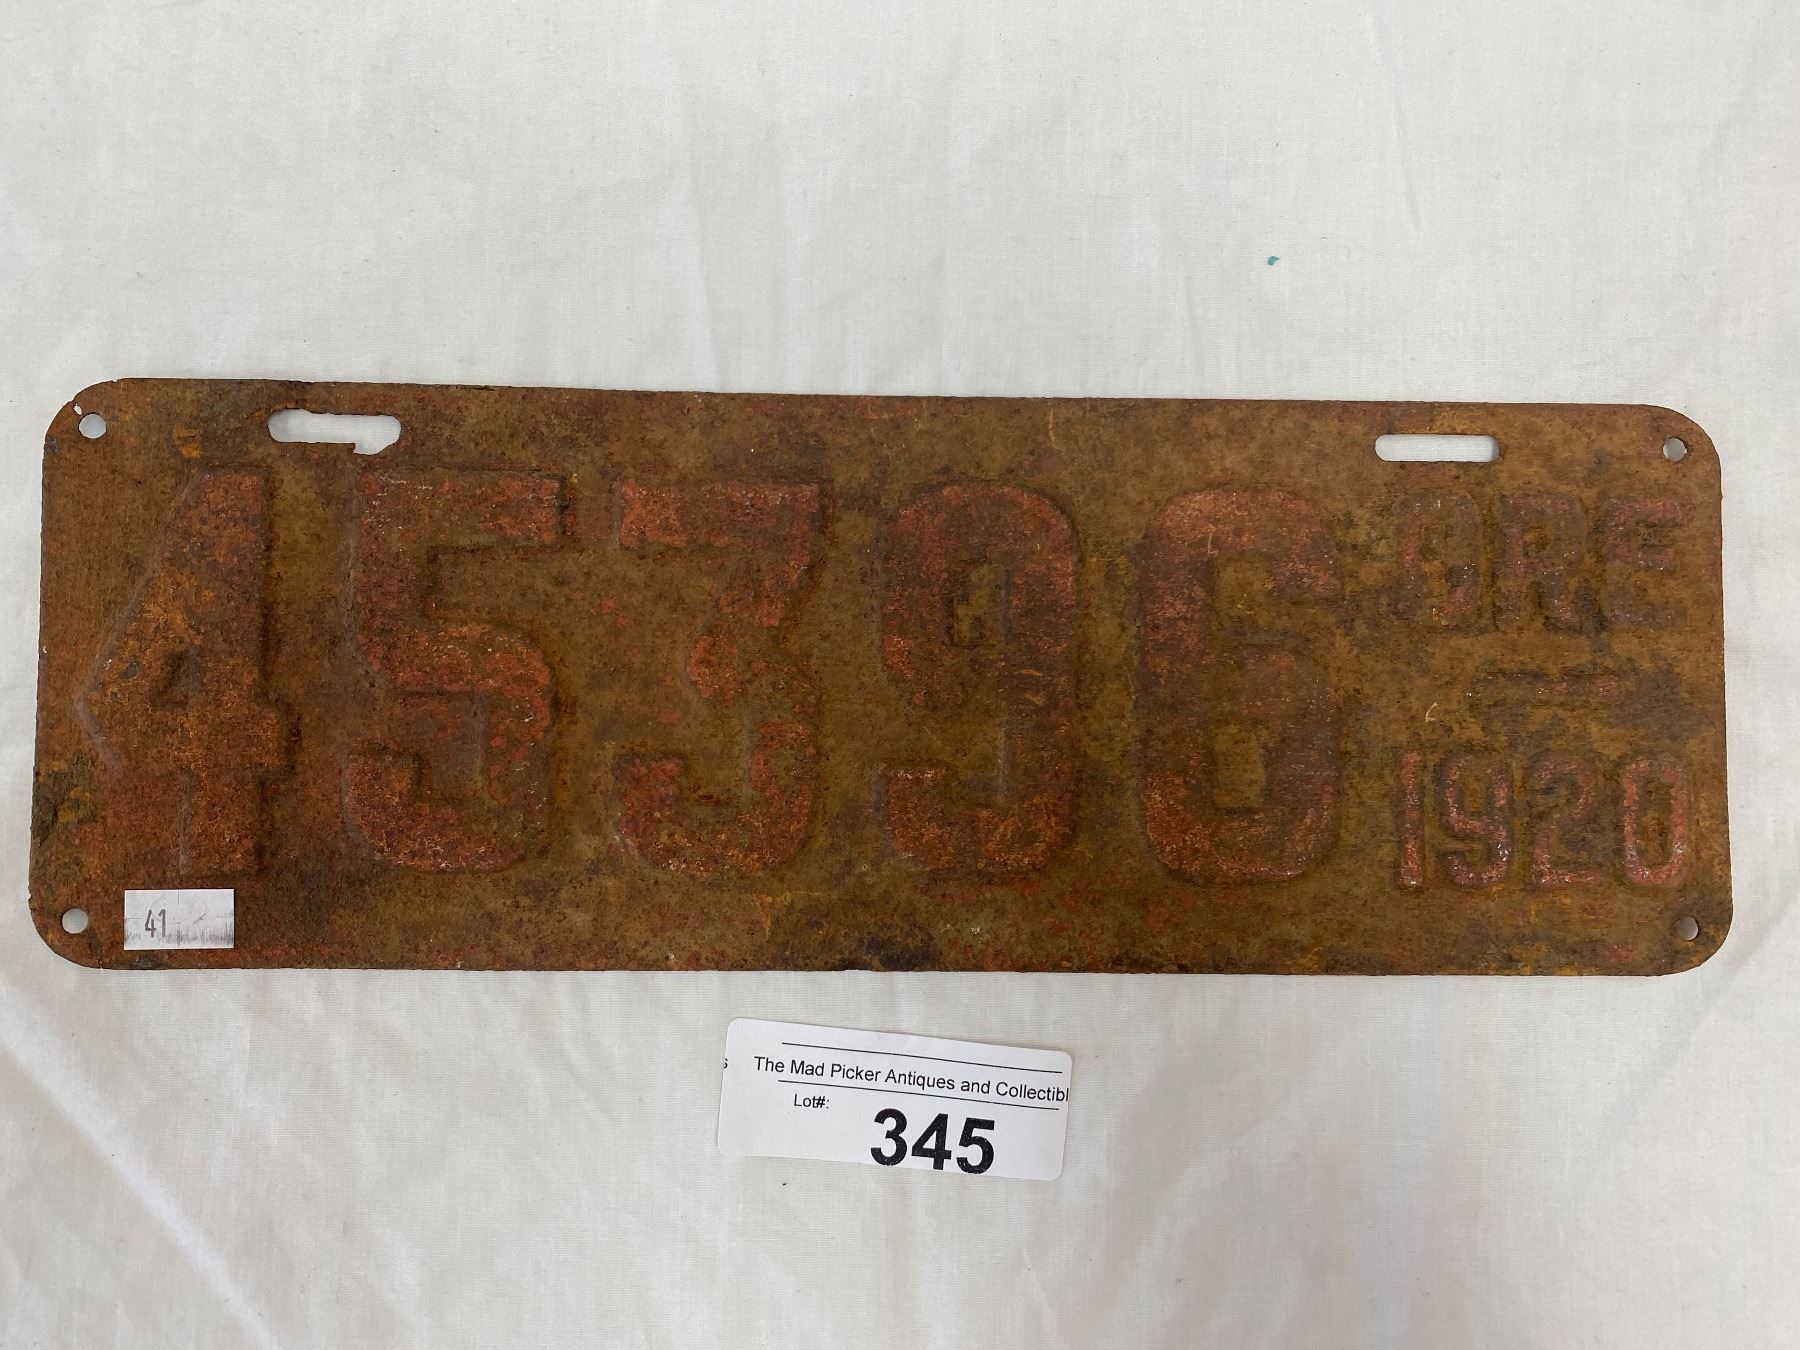 45396
ORE
1920
41
s The Mad Picker Antiques and Collectibl
Lot#:
345